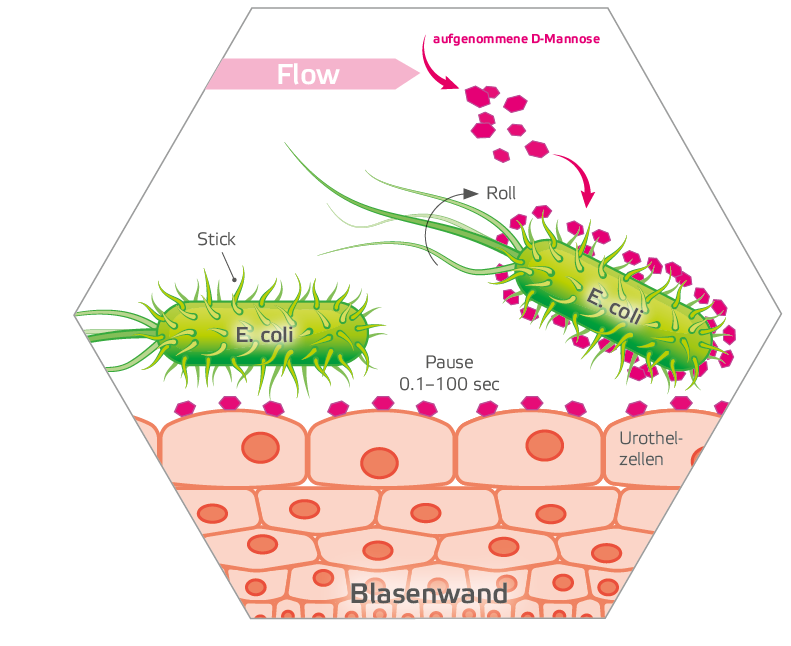 aufgenommene D-Mannose
Flow
Roll
Stick
E. coli
E. coli
Pause
0.1–100 sec
Urothel-
zellen
Blasenwand